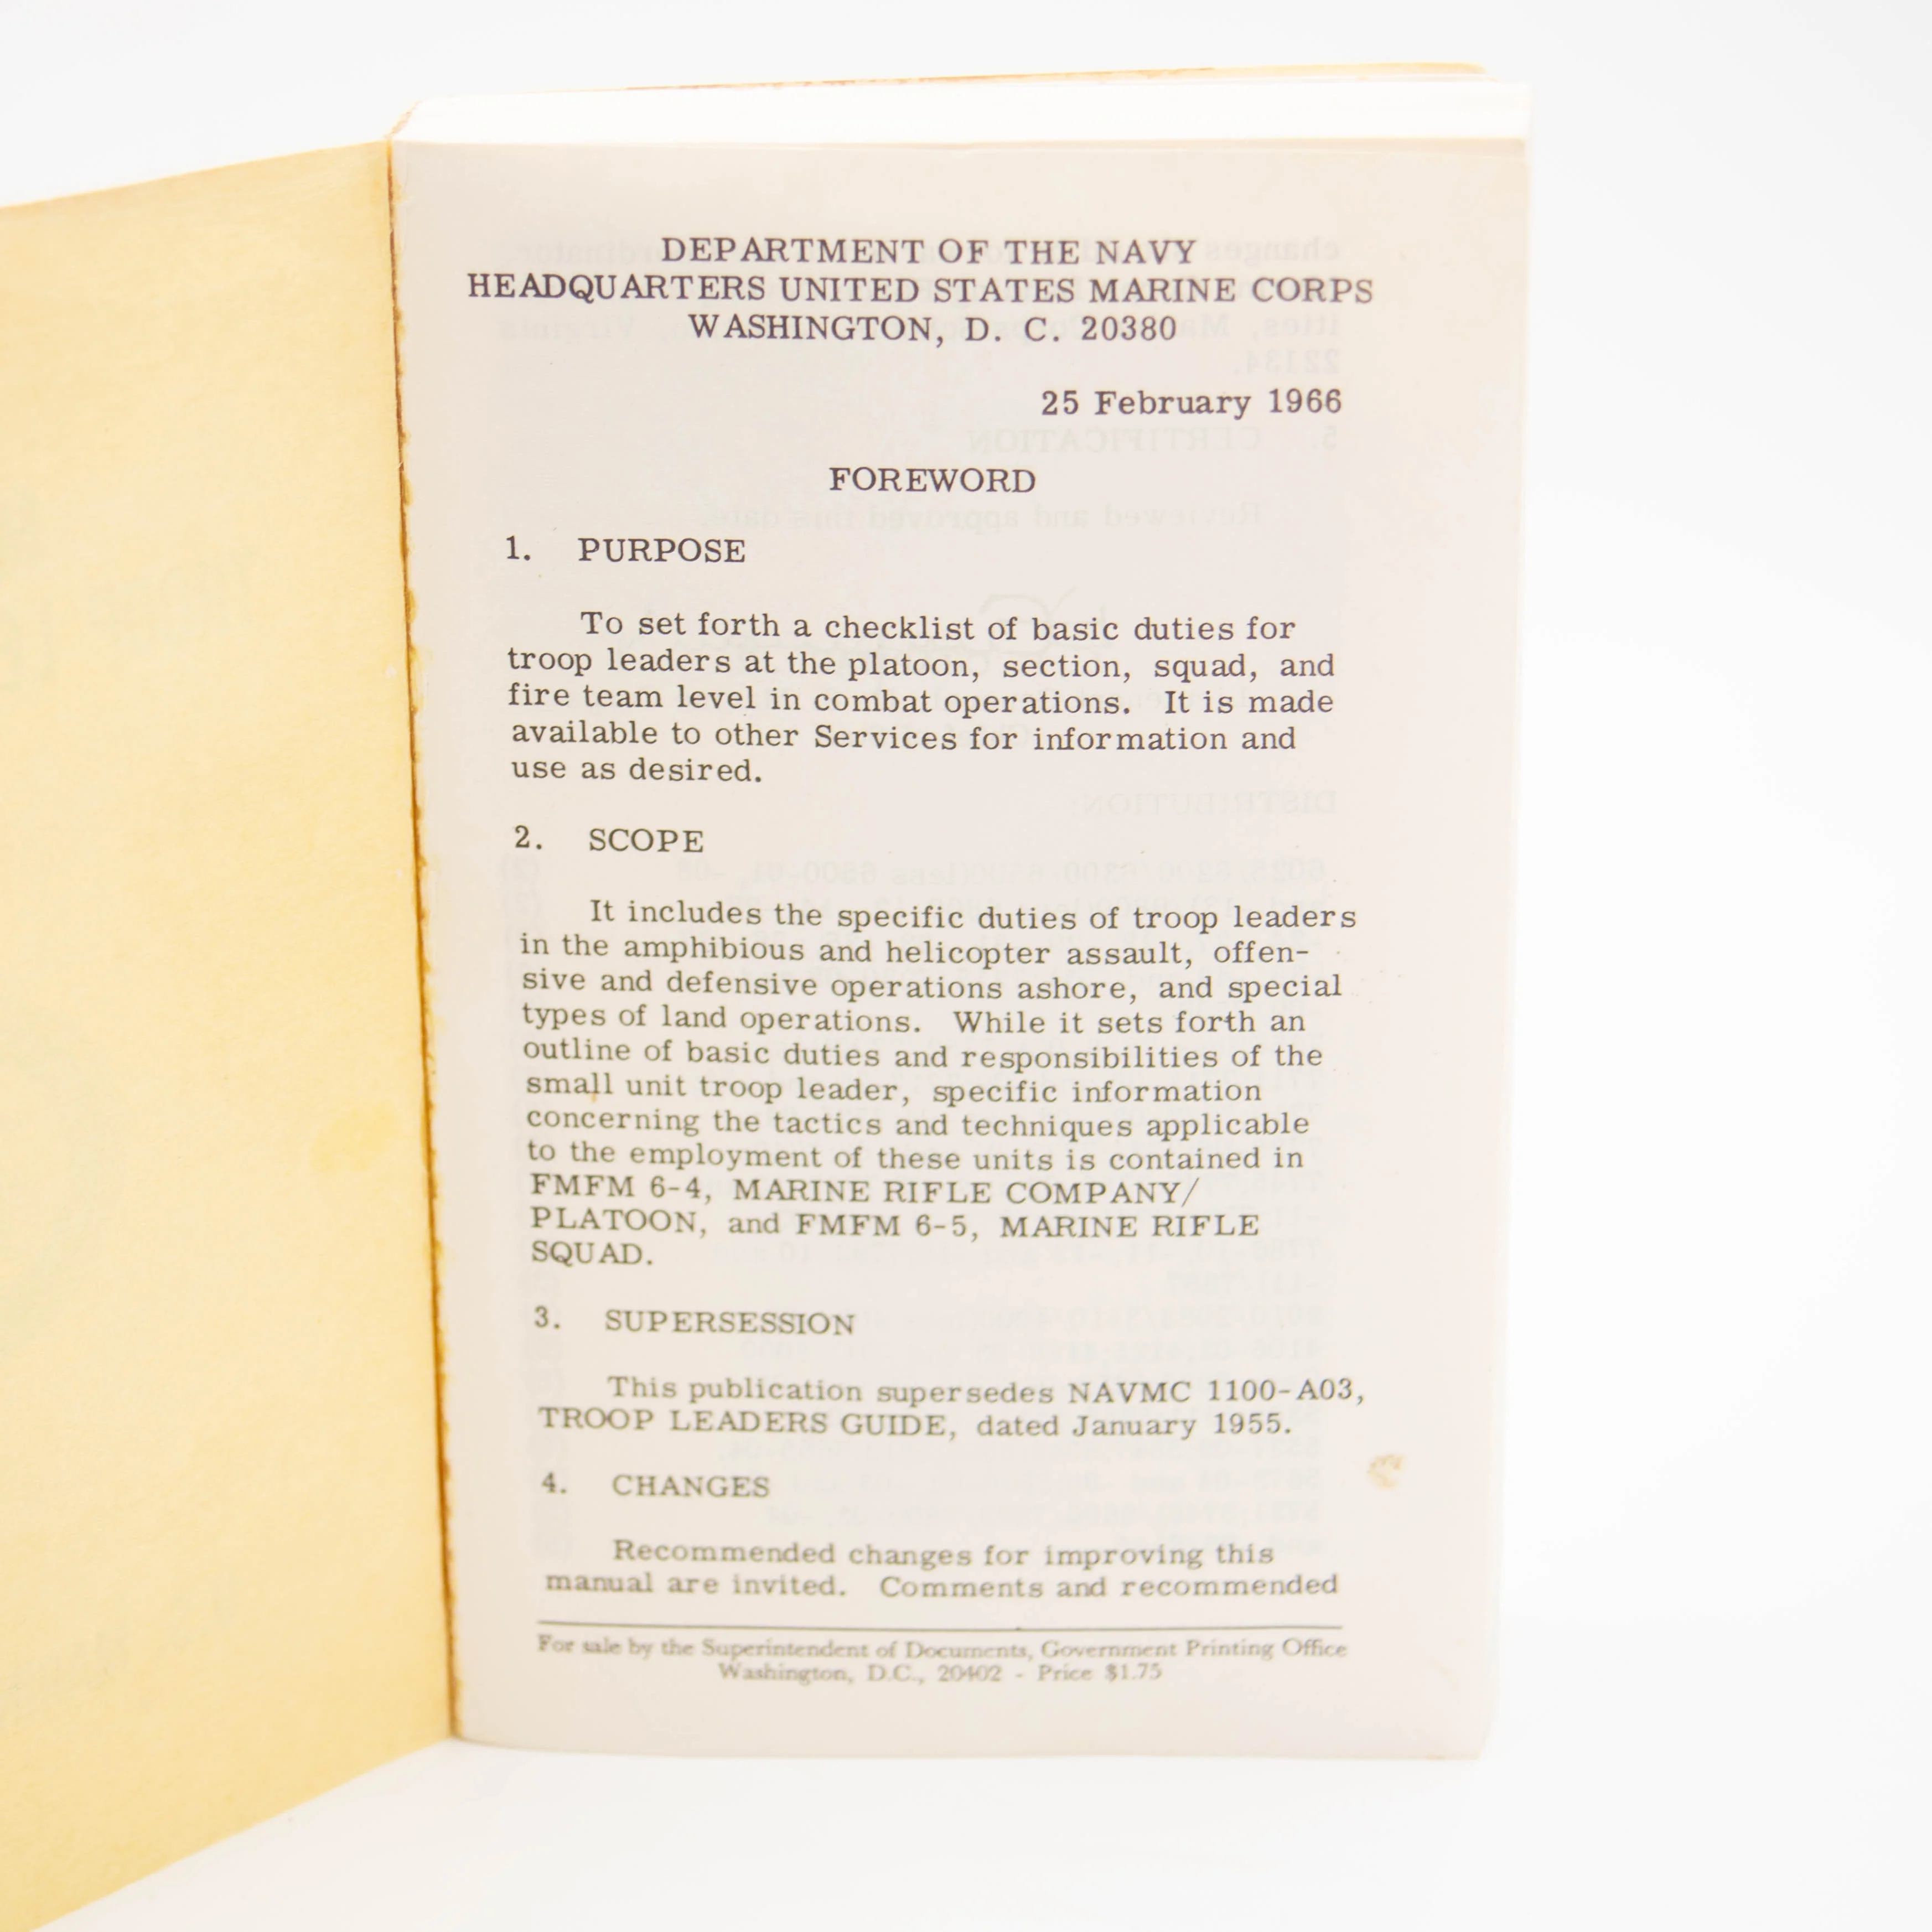 DEPARTMENT OF THE NAVY
HEADQUARTERS UNITED STATES MARINE CORPS
WASHINGTON, D. C. 20380
25 February 1966
FOREWORD
1. PURPOSE
To set forth a checklist of basic duties for
troop leaders at the platoon, section, squad, and
fire team level in combat operations. It is made
available to other Services for information and
use as desired.
2. SCOPE
It includes the specific duties of troop leaders
in the amphibious and helicopter assault, offen-
sive and defensive operations ashore, and special
types of land operations. While it sets forth an
outline of basic duties and responsibilities of the
small unit troop leader, specific information
concerning the tactics and techniques applicable
to the employment of these units is contained in
FMFM 6-4, MARINE RIFLE COMPANY/
PLATOON, and FMFM 6-5, MARINE RIFLE
SQUAD.
3. SUPERSESSION
This publication supersedes NAVMC 1100-A03,
TROOP LEADERS GUIDE, dated January 1955.
4. CHANGES
Recommended changes for improving this
manual are invited. Comments and recommended
For sale by the Superintendent of Documents, Government Printing Office
Washington, D.C., 20402 - Price $1.75